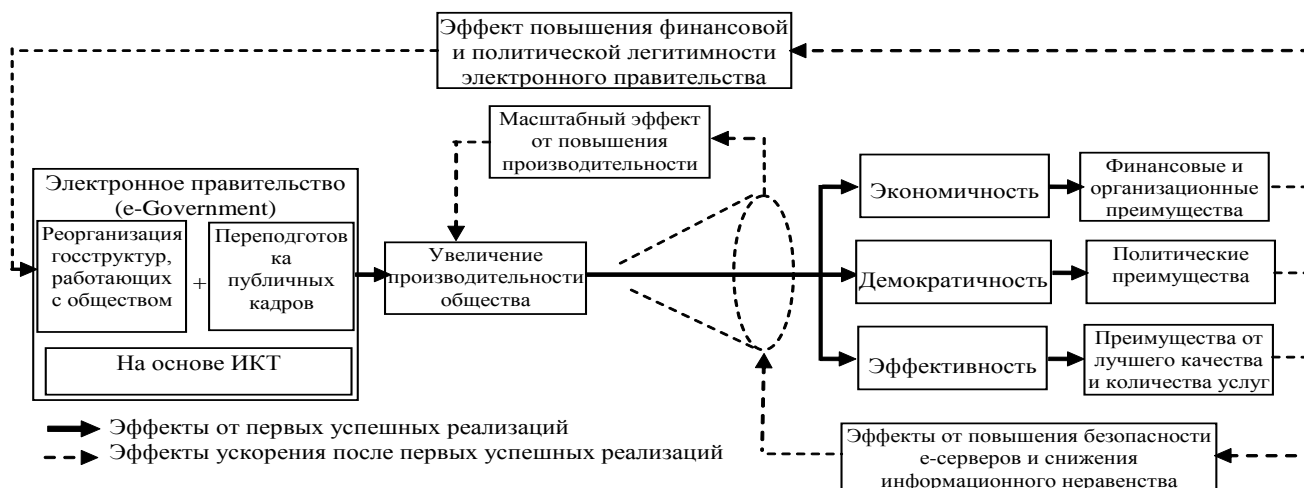 Эффект повышения финансовой
и политической легитимности
электронного правительства
Масштабный эффект
от повышения
производительности
Электронное правительство
(e-Government)
Реорганизация
госструктур,
работающих
с обществом
+
Переподготов
ка
публичных
кадров
На основе ИКТ
Увеличение
производительности
общества
Экономичность
Финансовые и
организационные
преимущества
Демократичность
Политические
преимущества
Эффективность
Преимущества от
лучшего качества
и количества услуг
Эффекты от первых успешных реализаций
Эффекты ускорения после первых успешных реализаций
Эффекты от повышения безопасности
е-серверов и снижения
информационного неравенства